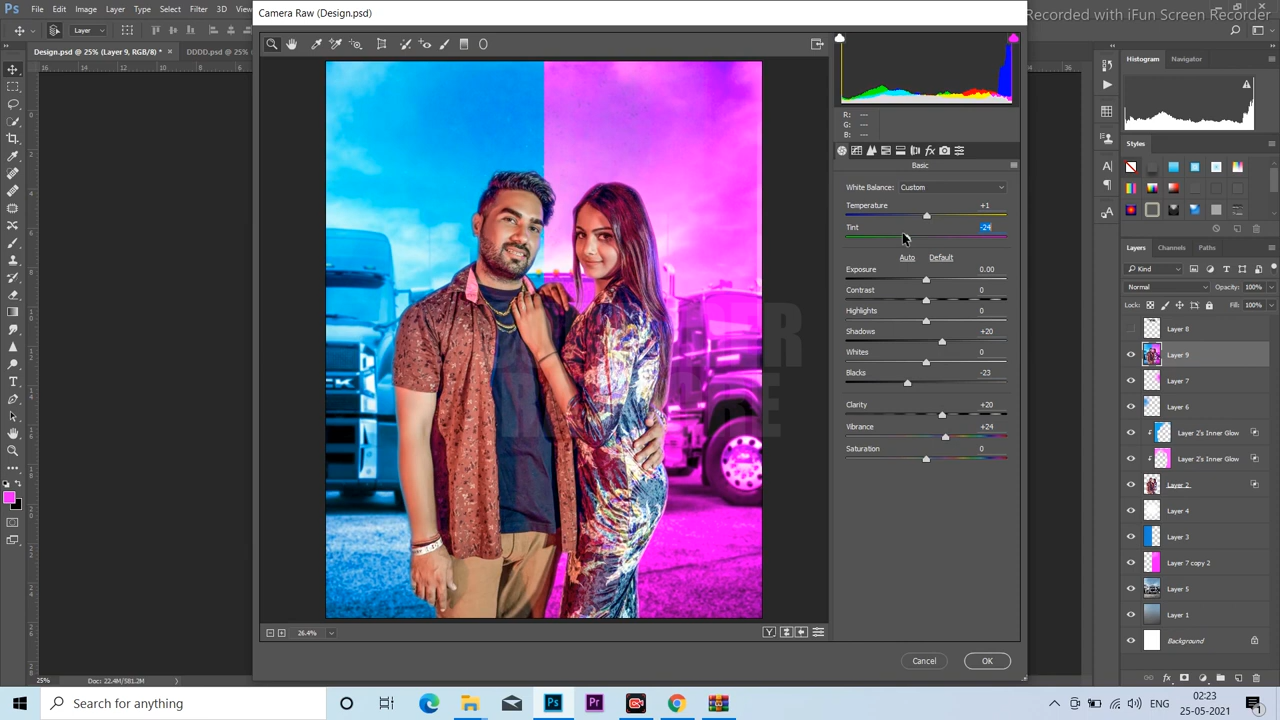 Camera Raw (Design.psd)
Recorded with iFun Screen Recorder
File Edit Image Layer Type Select Filter
Layer
Design.psd @ 25% (Layer 9, RGB/8) * ×
DDDD.psd @ 25%
Histogram Navigator
R: ---
G: ---
B: ---
Basic
White Balance: Custom
Temperature +1
Tint -24
Auto Default
Exposure 0.00
Contrast 0
Highlights 0
Shadows +20
Whites 0
Blacks -23
Clarity +20
Vibrance +24
Saturation 0
Styles
Layers Channels Paths
Kind
Normal Opacity: 100%
Lock: Fill: 100%
Layer 8
Layer 9
Layer 7
Layer 6
Layer 2's Inner Glow
Layer 2's Inner Glow
Layer 2
Layer 4
Layer 3
Layer 7 copy 2
Layer 5
Layer 1
Background
26.4%
Cancel OK
25% Doc: 22.4M/581.2M
Search for anything
ENG
02:23
25-05-2021